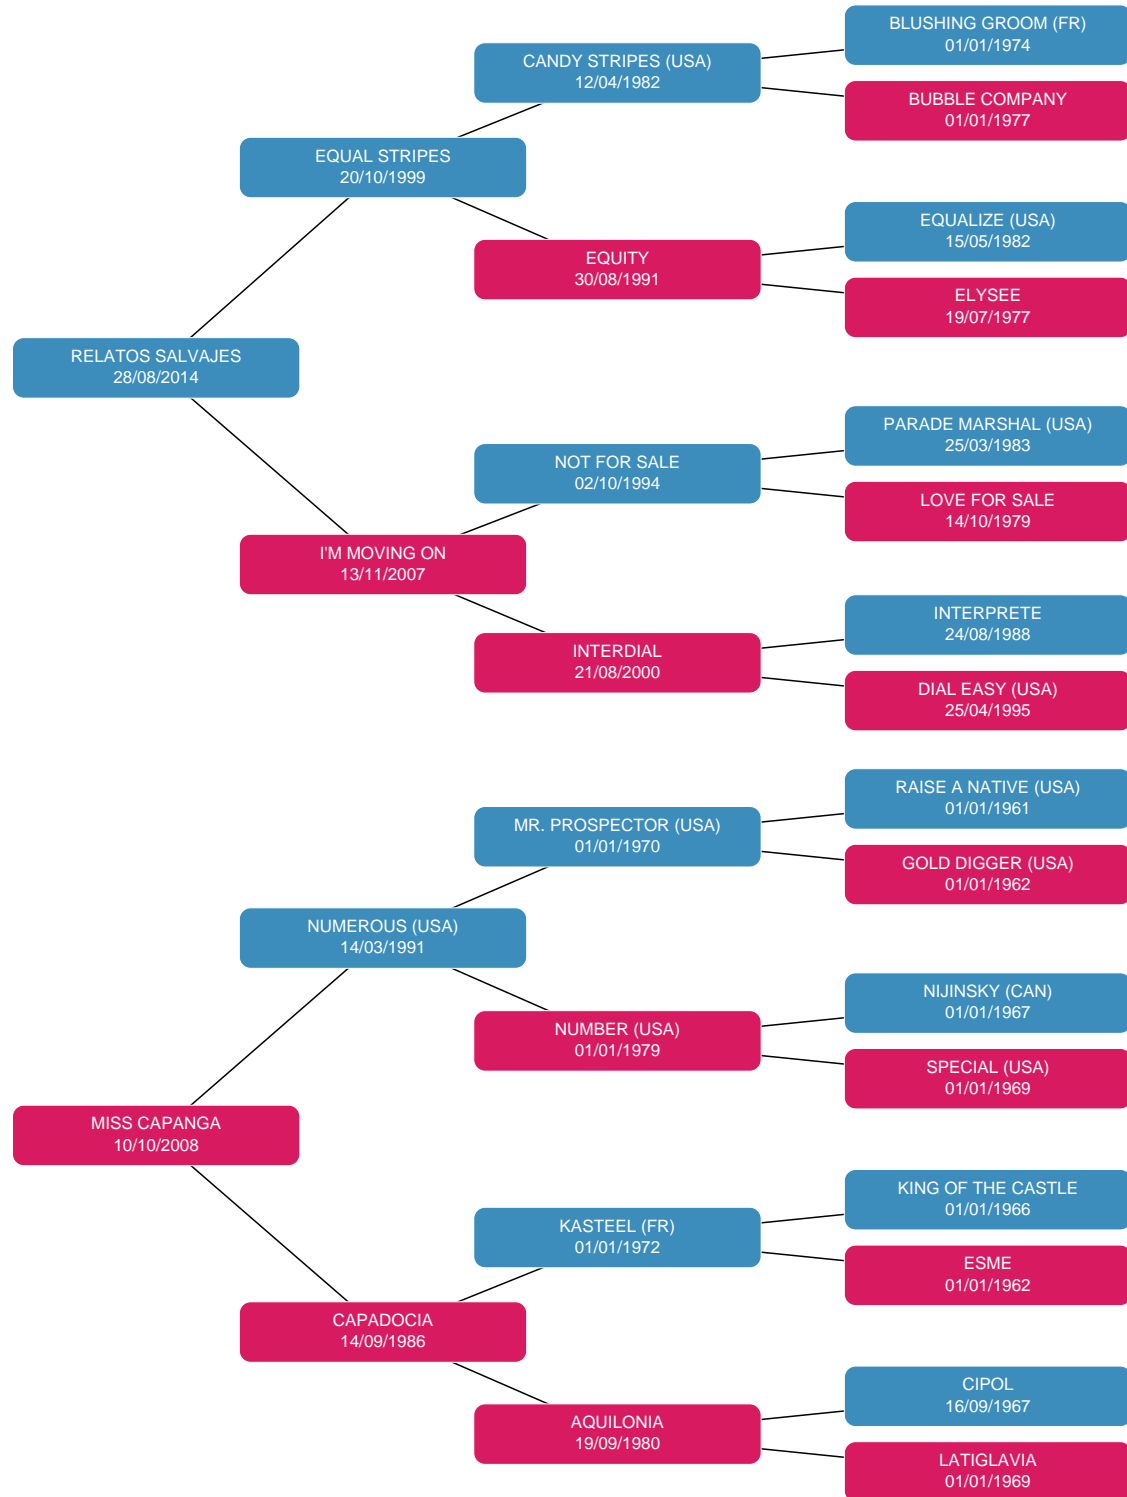 BLUSHING GROOM (FR)
01/01/1974
CANDY STRIPES (USA)
12/04/1982
BUBBLE COMPANY
01/01/1977
EQUAL STRIPES
20/10/1999
EQUALIZE (USA)
15/05/1982
EQUITY
30/08/1991
ELYSEE
19/07/1977
RELATOS SALVAJES
28/08/2014
PARADE MARSHAL (USA)
25/03/1983
NOT FOR SALE
02/10/1994
LOVE FOR SALE
14/10/1979
I'M MOVING ON
13/11/2007
INTERPRETE
24/08/1988
INTERDIAL
21/08/2000
DIAL EASY (USA)
25/04/1995
RAISE A NATIVE (USA)
01/01/1961
MR. PROSPECTOR (USA)
01/01/1970
GOLD DIGGER (USA)
01/01/1962
NUMEROUS (USA)
14/03/1991
NIJINSKY (CAN)
01/01/1967
NUMBER (USA)
01/01/1979
SPECIAL (USA)
01/01/1969
MISS CAPANGA
10/10/2008
KING OF THE CASTLE
01/01/1966
KASTEEL (FR)
01/01/1972
ESME
01/01/1962
CAPADOCIA
14/09/1986
CIPOL
16/09/1967
AQUILONIA
19/09/1980
LATIGLAVIA
01/01/1969